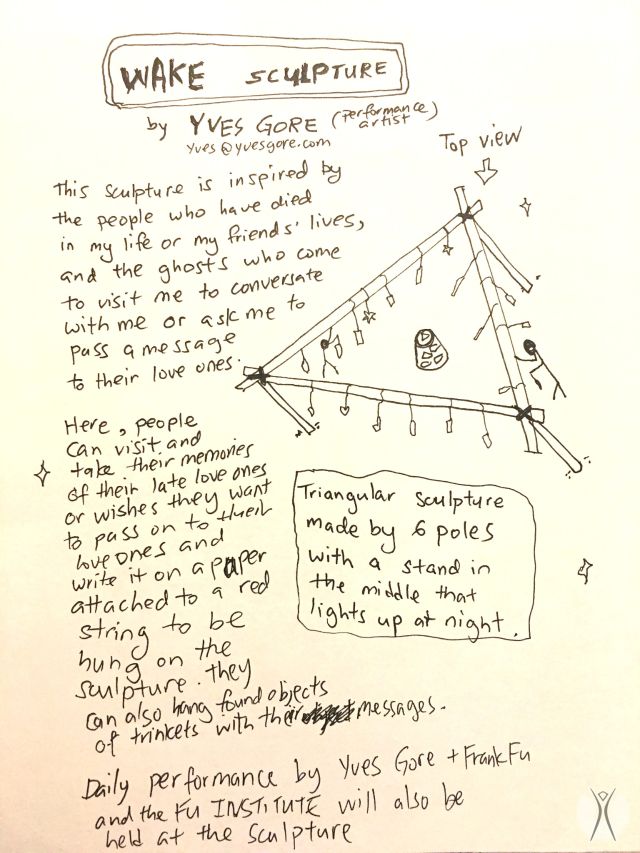 WAKE SCULPTURE
by YVES GORE (performance artist)
yves@yvesgore.com
Top view
This sculpture is inspired by
the people who have died
in my life or my friends' lives,
and the ghosts who come
to visit me to conversate
with me or ask me to
pass a message
to their love ones.
Here, people
can visit and
take their memories
of their late love ones
or wishes they want
to pass on to their
love ones and
write it on a paper
attached to a red
string to be
hung on the
sculpture. they
can also hang found objects
of trinkets with their messages.
Triangular sculpture
made by 6 poles
with a stand in
the middle that
lights up at night.
Daily performance by Yves Gore + Frank Fu
and the FU INSTITUTE will also be
held at the sculpture